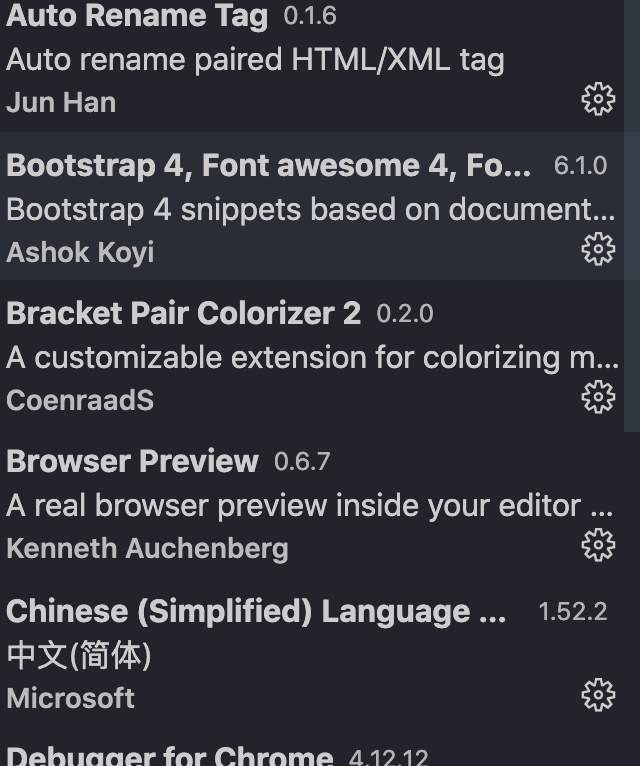 Auto Rename Tag 0.1.6
Auto rename paired HTML/XML tag
Jun Han
Bootstrap 4, Font awesome 4, Fo... 6.1.0
Bootstrap 4 snippets based on document...
Ashok Koyi
Bracket Pair Colorizer 2 0.2.0
A customizable extension for colorizing m...
CoenraadS
Browser Preview 0.6.7
A real browser preview inside your editor ...
Kenneth Auchenberg
Chinese (Simplified) Language ... 1.52.2
中文(简体)
Microsoft
Debugger for Chrome 4.12.12